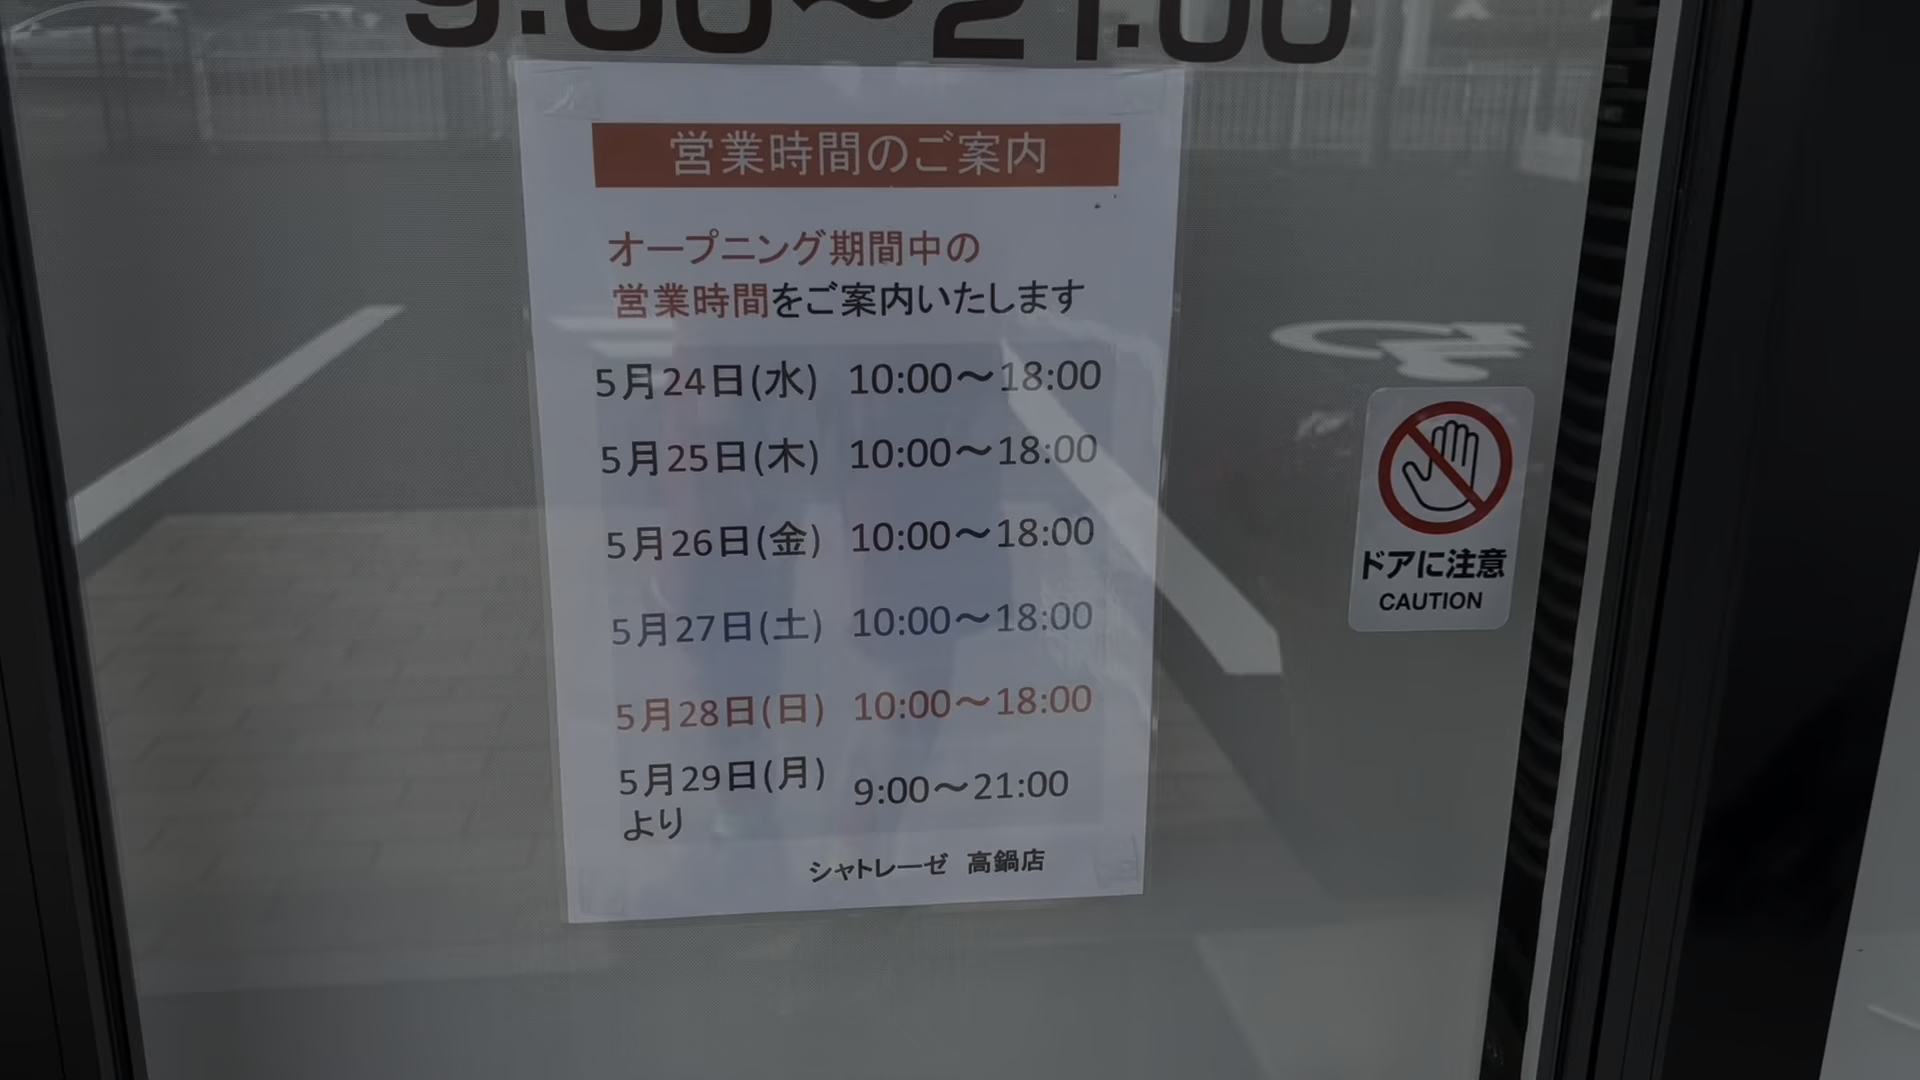 9:00～21:00
営業時間のご案内
オープニング期間中の
営業時間をご案内いたします
5月24日(水) 10:00～18:00
5月25日(木) 10:00～18:00
5月26日(金) 10:00～18:00
5月27日(土) 10:00～18:00
5月28日(日) 10:00～18:00
5月29日(月) 9:00～21:00
より
シャトレーゼ 高鍋店
ドアに注意
CAUTION